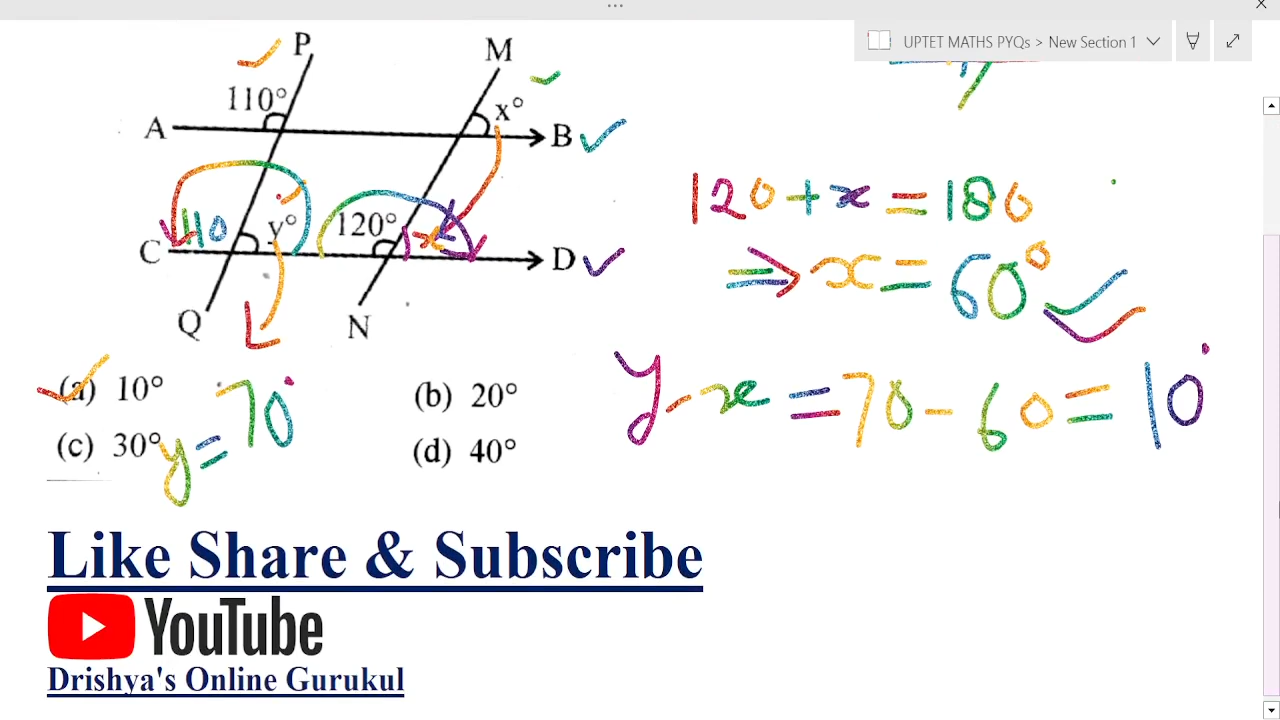 UPTET MATHS PYQs > New Section 1
P
M
110°
x°
A
B
120 + x = 180
110
y°
120°
x
C
D
⇒ x = 60°
Q
N
(a) 10°
(b) 20°
y - x = 70 - 60 = 10°
(c) 30°
y = 70°
(d) 40°
Like Share & Subscribe
YouTube
Drishya's Online Gurukul